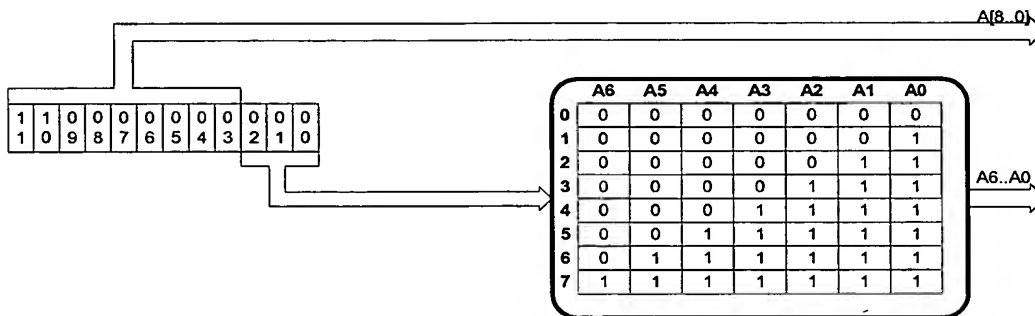 A[8..0]
1 1 0 0 0 0 0 0 0 0 0 0
1 0 9 8 7 6 5 4 3 2 1 0
A6 A5 A4 A3 A2 A1 A0
0 0 0 0 0 0 0 0
1 0 0 0 0 0 0 1
2 0 0 0 0 0 1 1
3 0 0 0 0 1 1 1
4 0 0 0 1 1 1 1
5 0 0 1 1 1 1 1
6 0 1 1 1 1 1 1
7 1 1 1 1 1 1 1
A6..A0